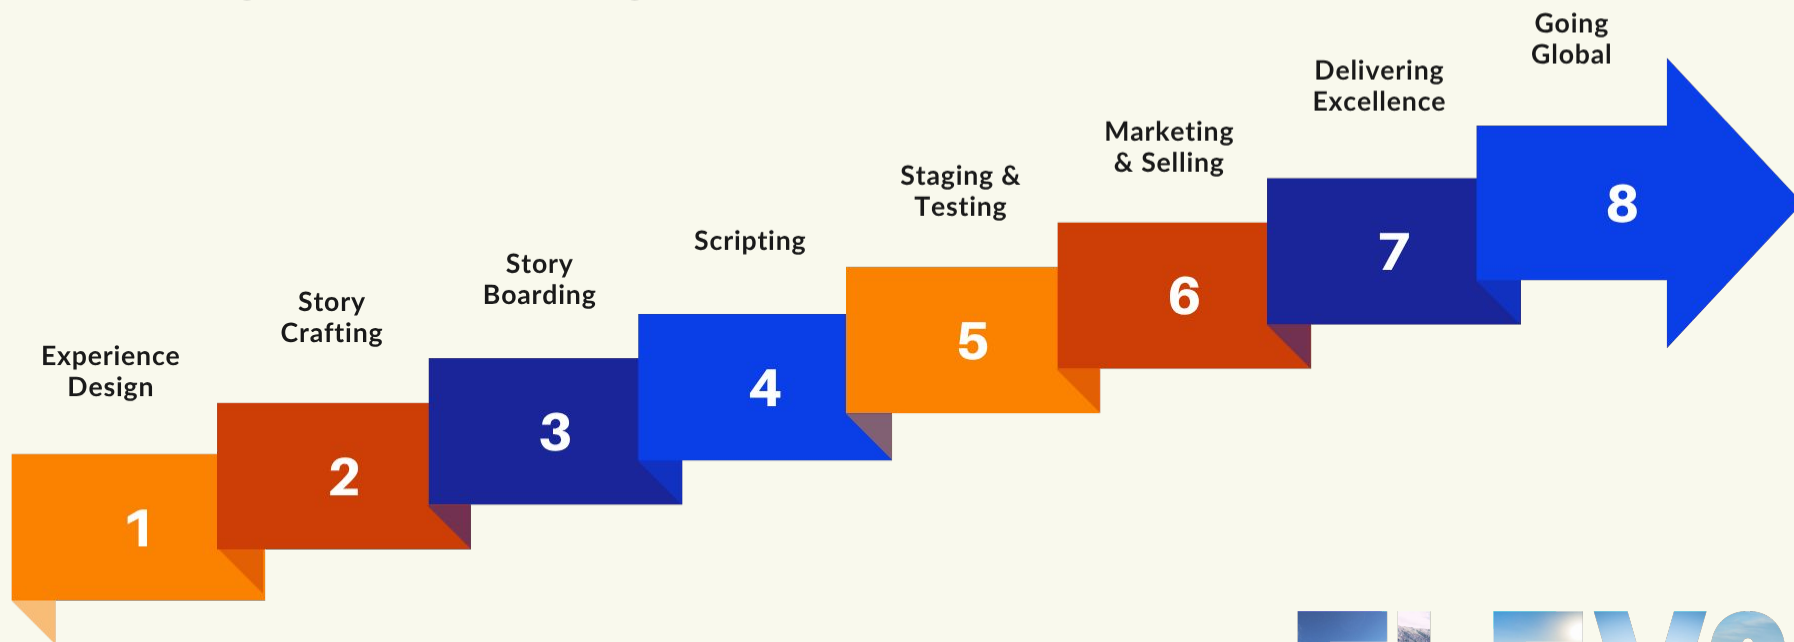 Experience
Design
1
Story
Crafting
2
Story
Boarding
3
Scripting
4
Staging &
Testing
5
Marketing
& Selling
6
Delivering
Excellence
7
Going
Global
8